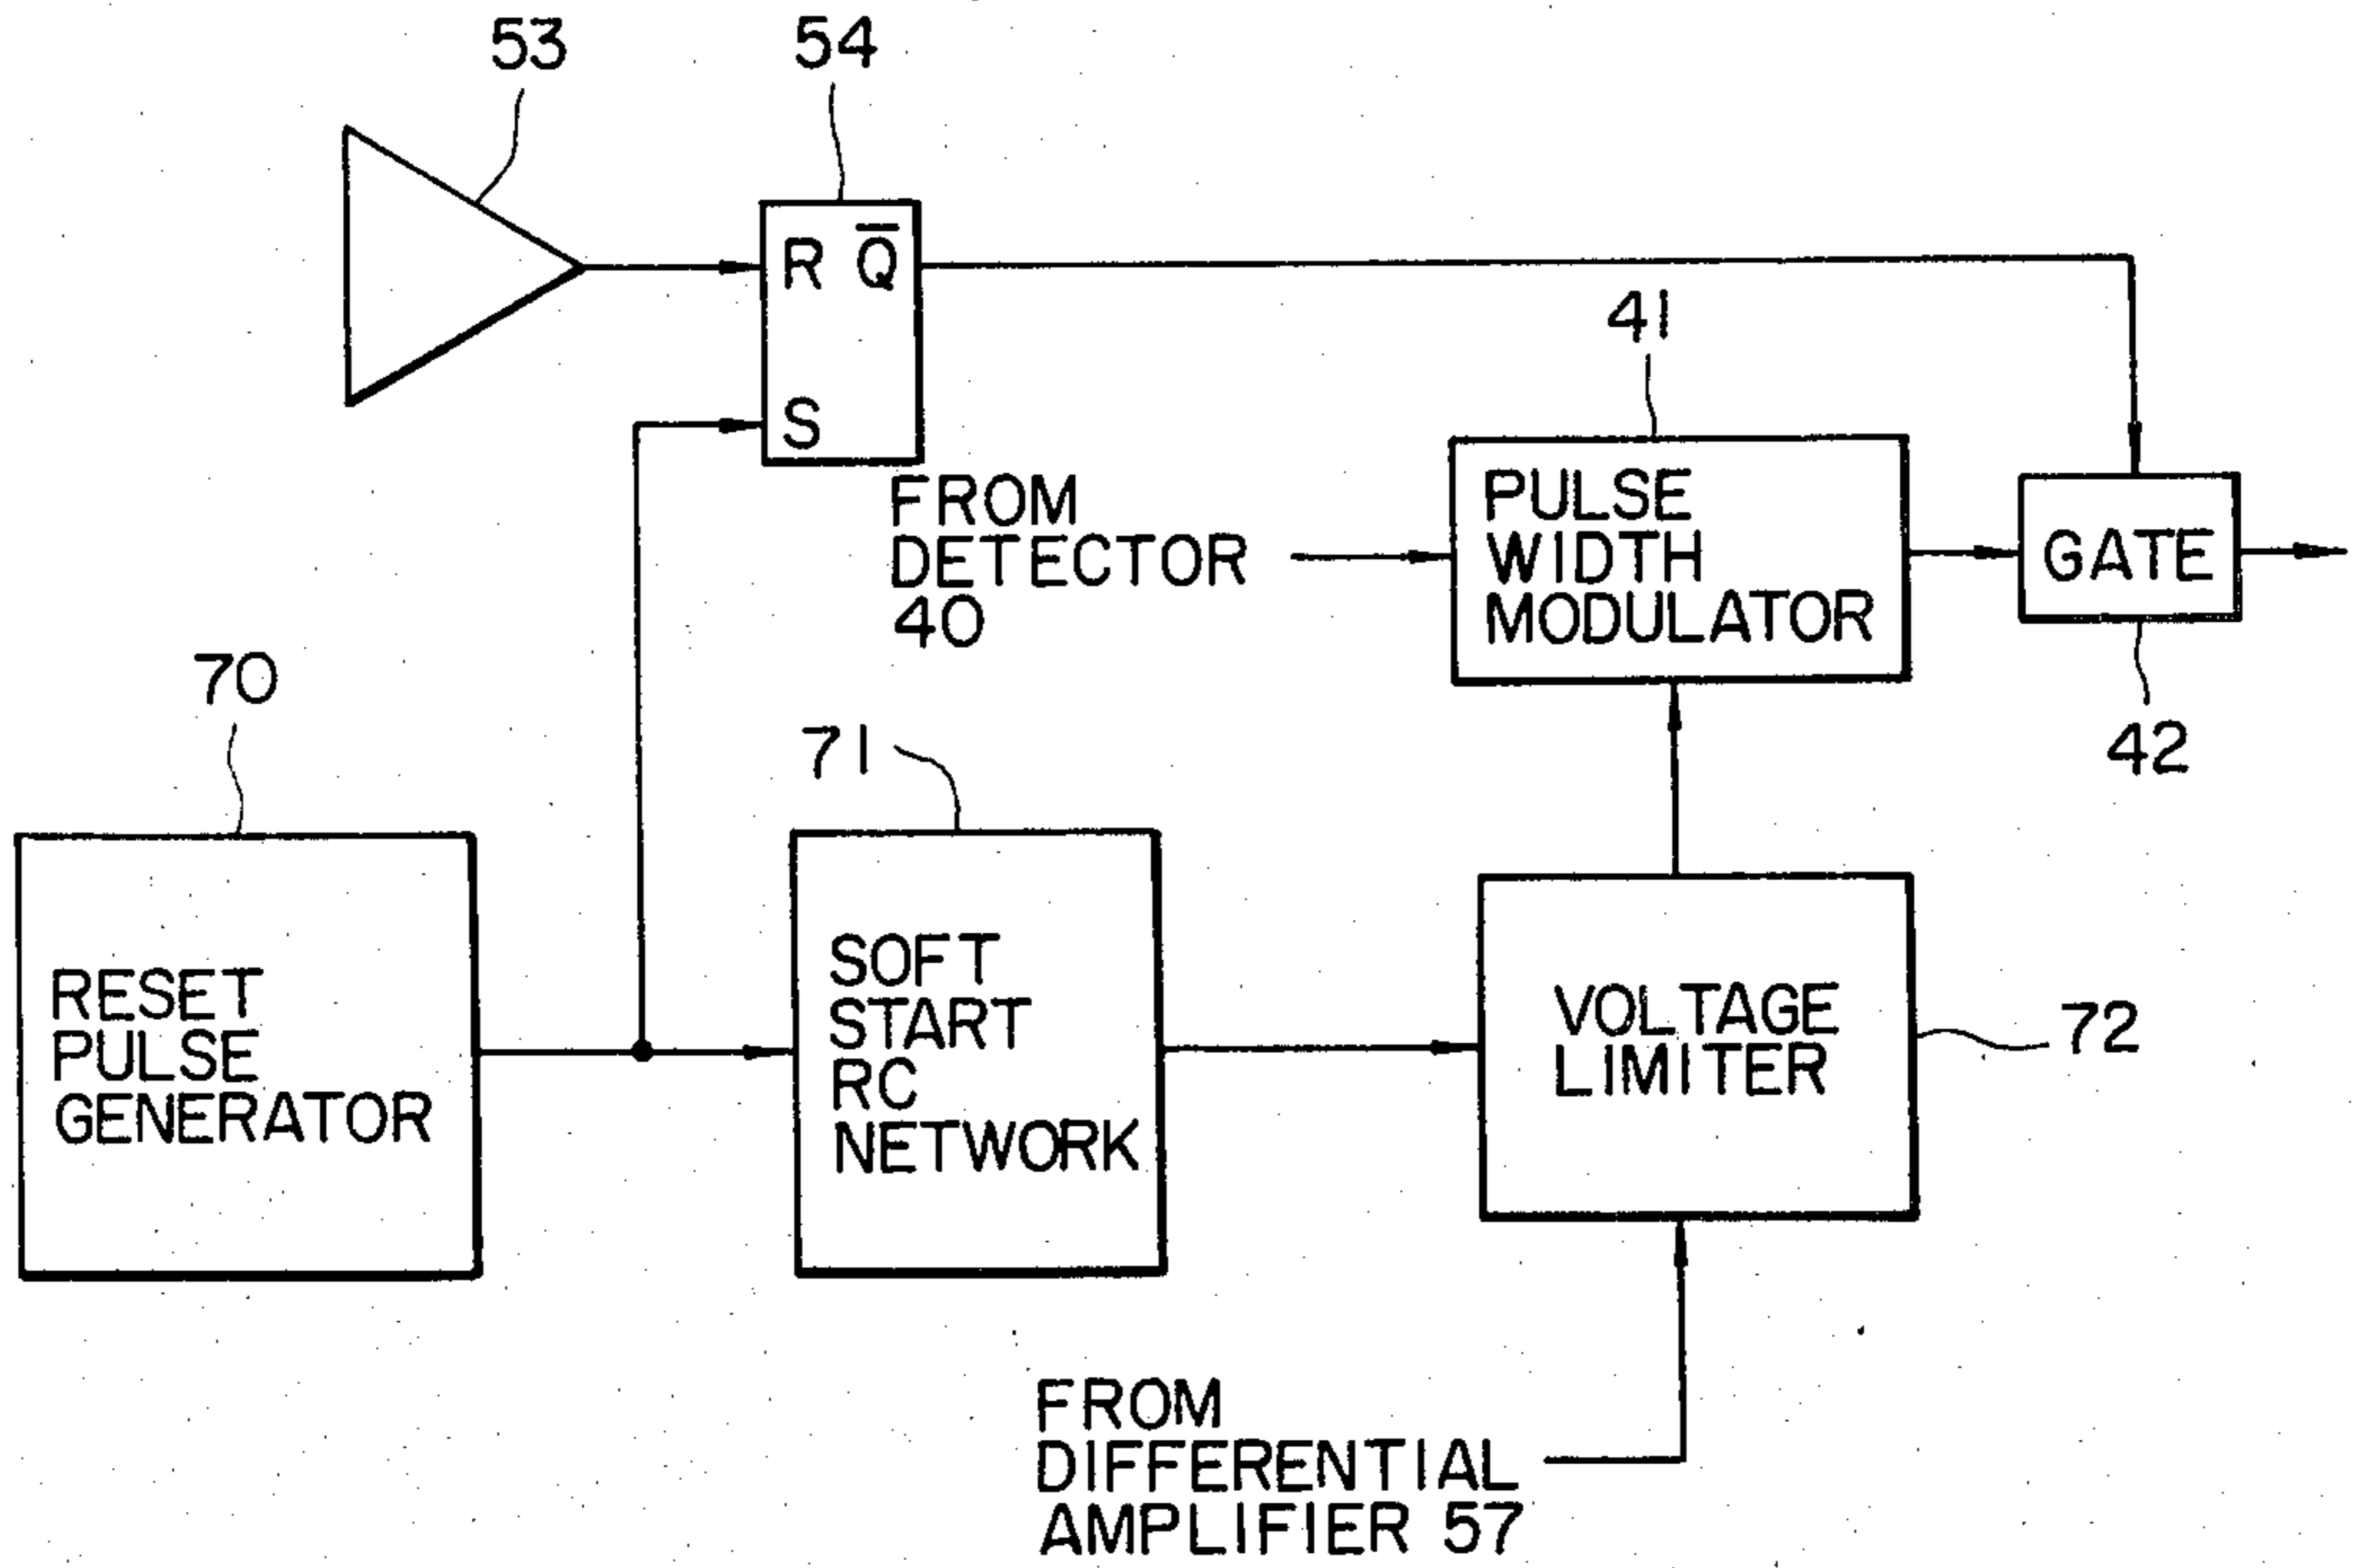 53
54
R Q̅
S
41
FROM
DETECTOR
40
PULSE
WIDTH
MODULATOR
GATE
42
70
71
RESET
PULSE
GENERATOR
SOFT
START
RC
NETWORK
VOLTAGE
LIMITER
72
FROM
DIFFERENTIAL
AMPLIFIER 57